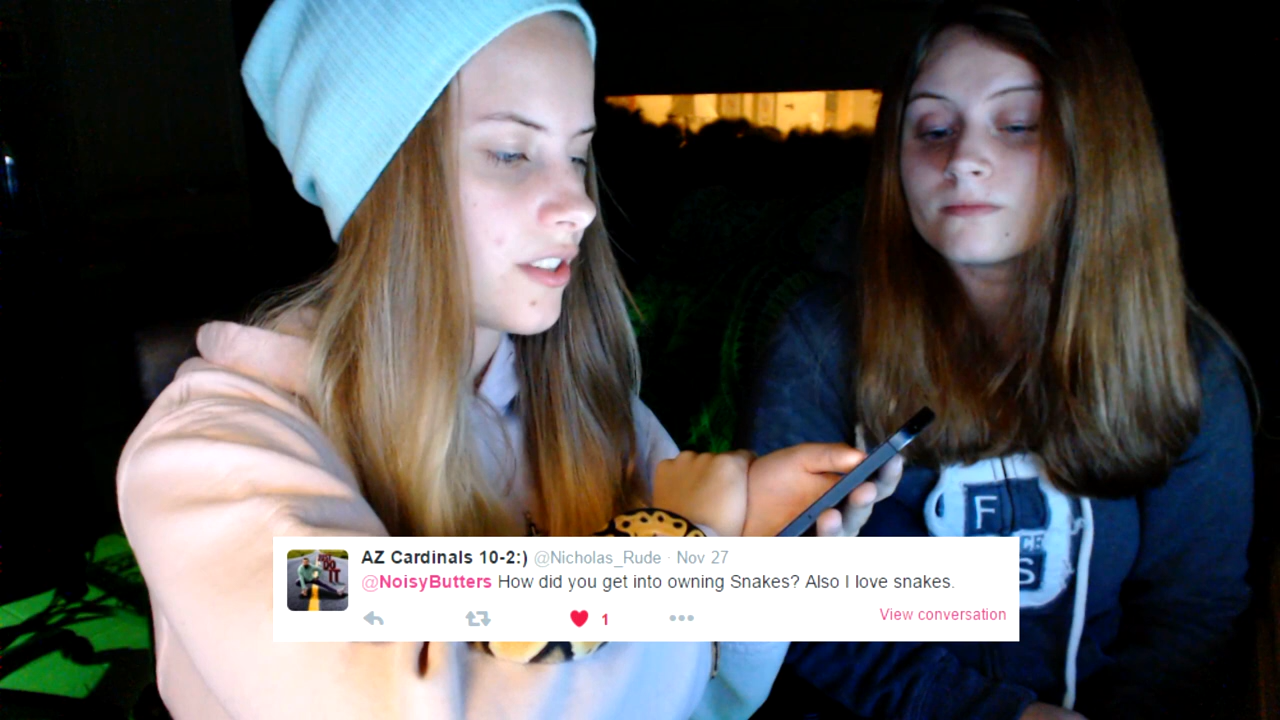 AZ Cardinals 10-2:) @Nicholas_Rude · Nov 27
@NoisyButters How did you get into owning Snakes? Also I love snakes.
1
View conversation
F
CE
S